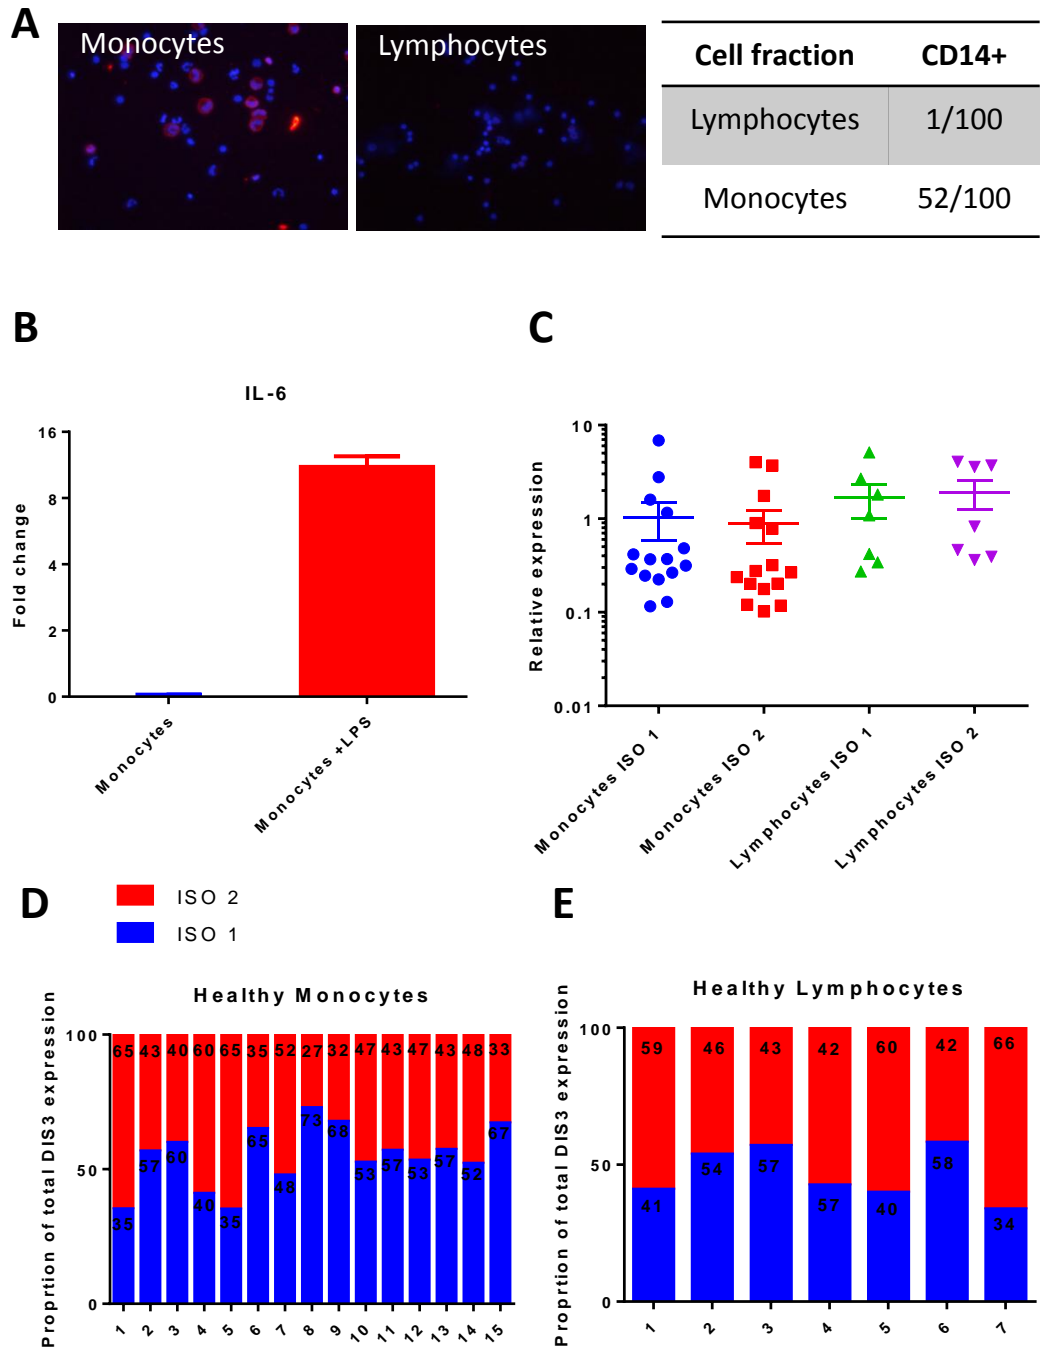 A
Monocytes
Lymphocytes
Cell fraction CD14+
Lymphocytes 1/100
Monocytes 52/100
B
IL-6
Fold change
16
8
4
2
0
Monocytes
Monocytes +LPS
C
Relative expression
10
1
0.1
0.01
Monocytes ISO 1
Monocytes ISO 2
Lymphocytes ISO 1
Lymphocytes ISO 2
D
ISO 2
ISO 1
Healthy Monocytes
Proprtion of total DIS3 expression
100
50
0
65 43 40 60 65 35 52 27 32 47 43 47 43 48 33
35 57 60 40 35 65 48 73 68 53 57 53 57 52 67
1 2 3 4 5 6 7 8 9 10 11 12 13 14 15
E
Healthy Lymphocytes
Proprtion of total DIS3 expression
100
50
0
59 46 43 42 60 42 66
41 54 57 57 40 58 34
1 2 3 4 5 6 7